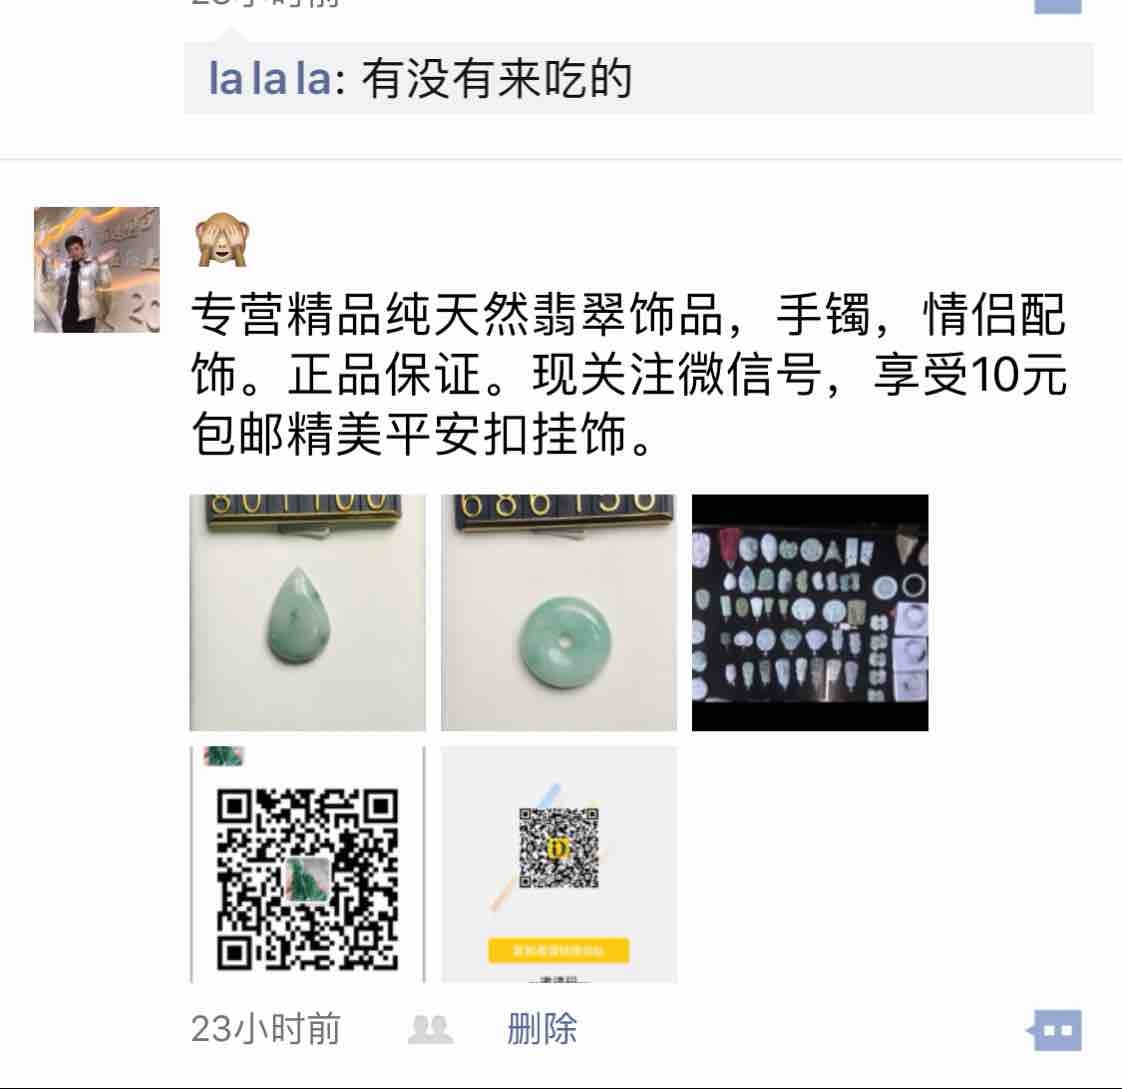 la la la: 有没有来吃的
专营精品纯天然翡翠饰品，手镯，情侣配
饰。正品保证。现关注微信号，享受10元
包邮精美平安扣挂饰。
801100
686156
23小时前
删除